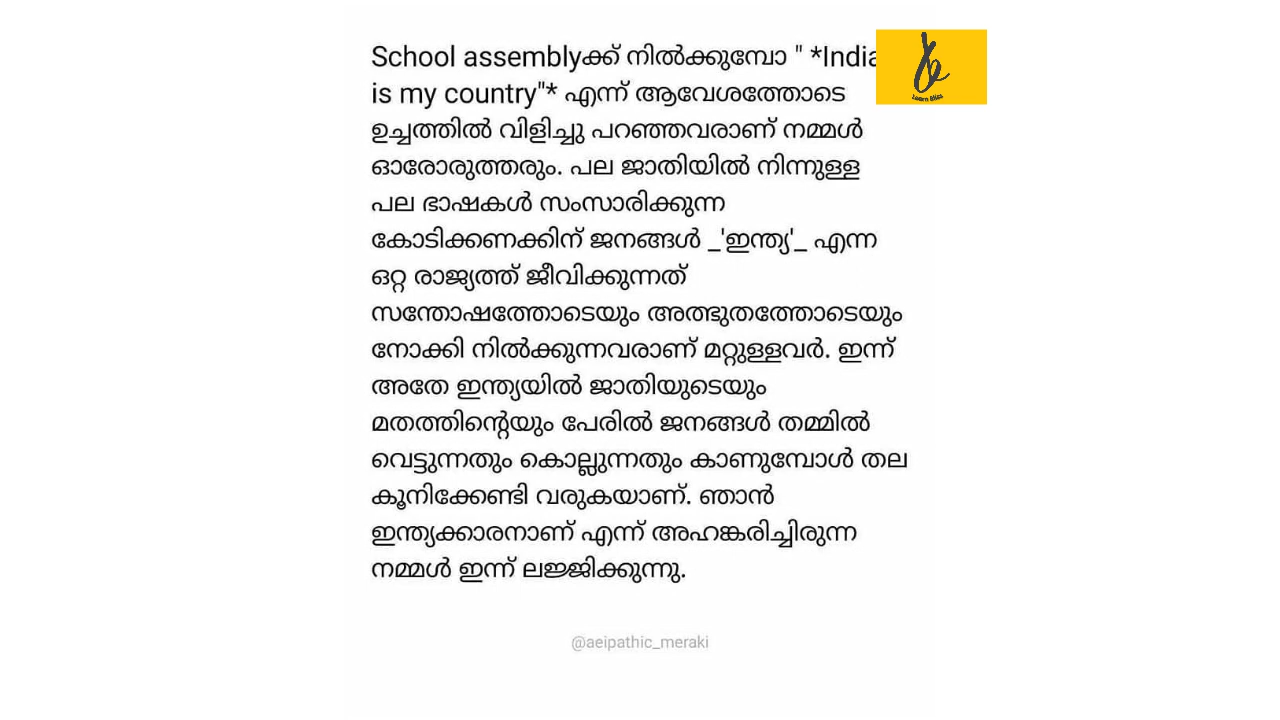 School assemblyക്ക് നിൽക്കുമ്പോ " *India
is my country"* എന്ന് ആവേശത്തോടെ
ഉച്ചത്തിൽ വിളിച്ചു പറഞ്ഞവരാണ് നമ്മൾ
ഓരോരുത്തരും. പല ജാതിയിൽ നിന്നുള്ള
പല ഭാഷകൾ സംസാരിക്കുന്ന
കോടിക്കണക്കിന് ജനങ്ങൾ _'ഇന്ത്യ'_ എന്ന
ഒറ്റ രാജ്യത്ത് ജീവിക്കുന്നത്
സന്തോഷത്തോടെയും അത്ഭുതത്തോടെയും
നോക്കി നിൽക്കുന്നവരാണ് മറ്റുള്ളവർ. ഇന്ന്
അതേ ഇന്ത്യയിൽ ജാതിയുടെയും
മതത്തിന്റെയും പേരിൽ ജനങ്ങൾ തമ്മിൽ
വെട്ടുന്നതും കൊല്ലുന്നതും കാണുമ്പോൾ തല
കൂനിക്കേണ്ടി വരുകയാണ്. ഞാൻ
ഇന്ത്യക്കാരനാണ് എന്ന് അഹങ്കരിച്ചിരുന്ന
നമ്മൾ ഇന്ന് ലജ്ജിക്കുന്നു.
@aeipathic_meraki
Learn Bliss